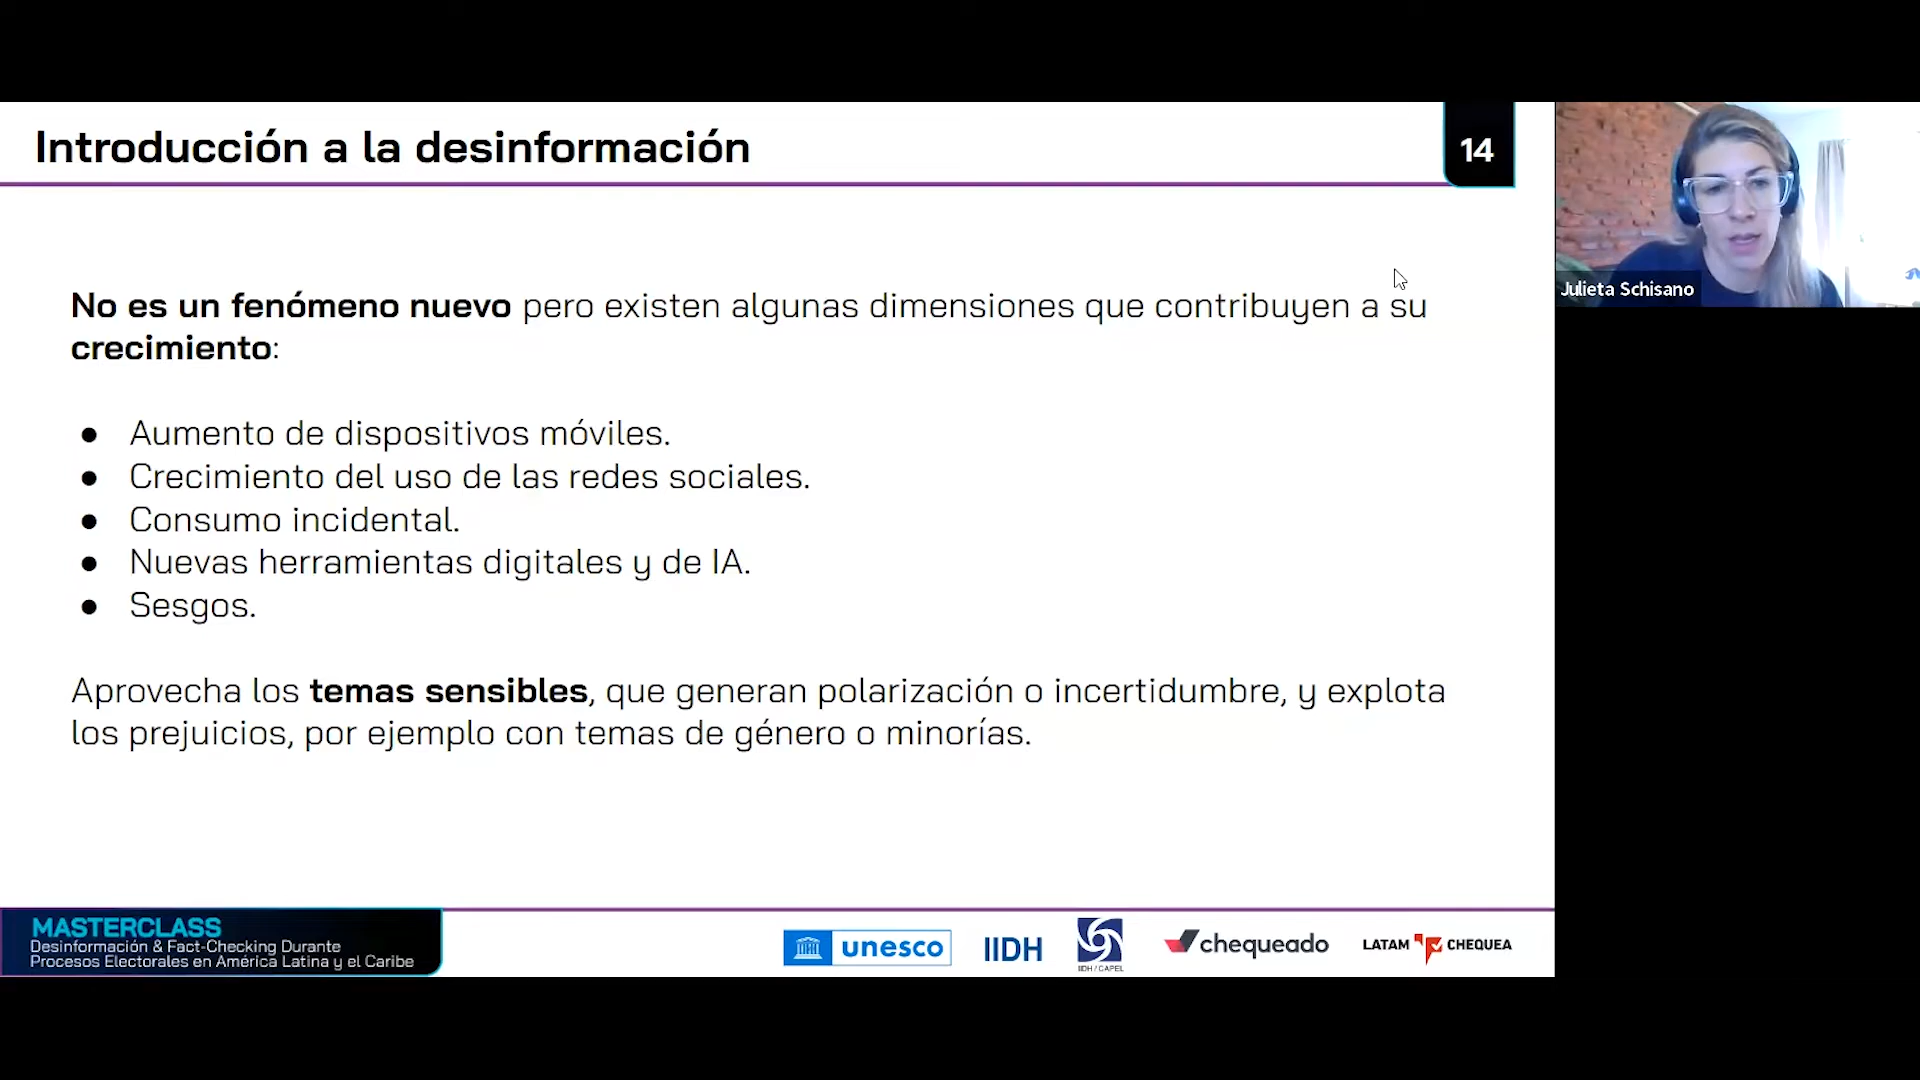 Introducción a la desinformación
14
No es un fenómeno nuevo pero existen algunas dimensiones que contribuyen a su
crecimiento:
● Aumento de dispositivos móviles.
● Crecimiento del uso de las redes sociales.
● Consumo incidental.
● Nuevas herramientas digitales y de IA.
● Sesgos.
Aprovecha los temas sensibles, que generan polarización o incertidumbre, y explota
los prejuicios, por ejemplo con temas de género o minorías.
Julieta Schisano
MASTERCLASS
Desinformación & Fact-Checking Durante
Procesos Electorales en América Latina y el Caribe
unesco
IIDH
IIDH / CAPEL
chequeado
LATAM CHEQUEA